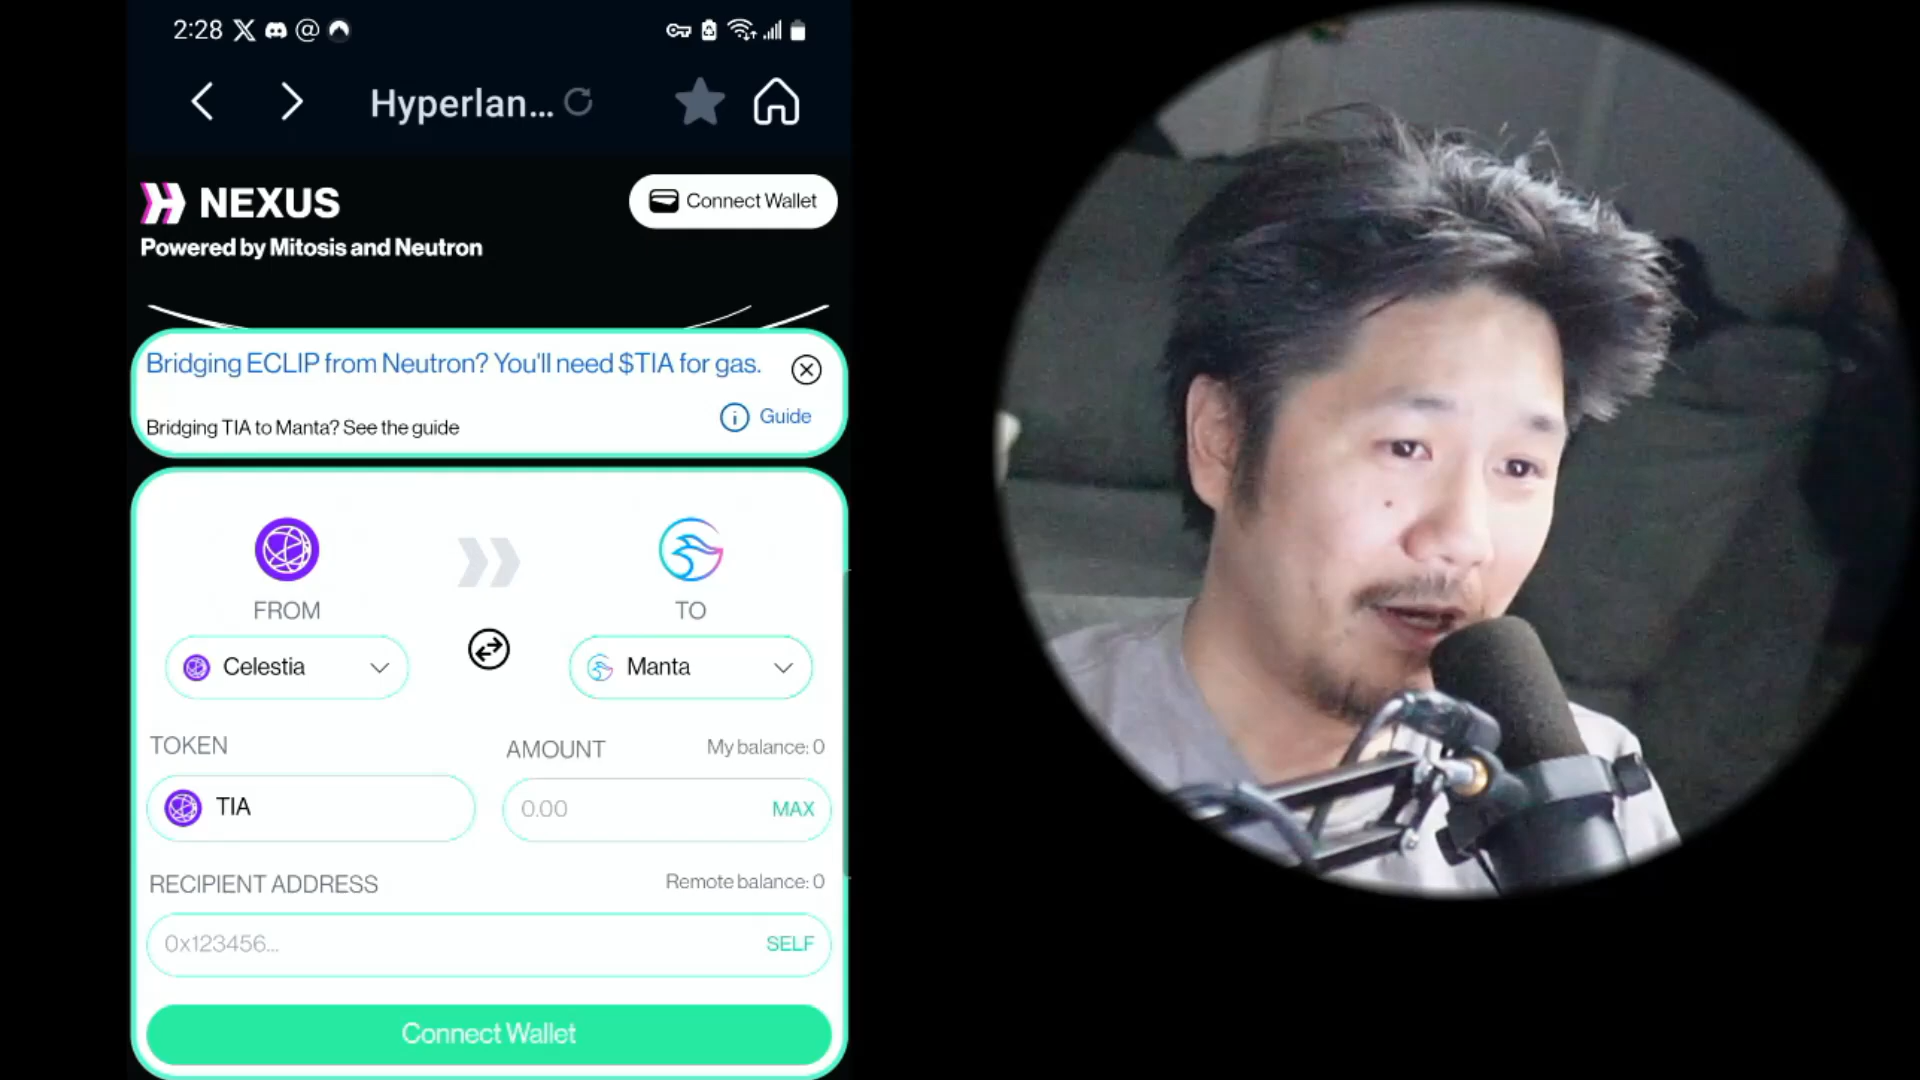 2:28
Hyperlan...
NEXUS
Connect Wallet
Powered by Mitosis and Neutron
Bridging ECLIP from Neutron? You'll need $TIA for gas.
Bridging TIA to Manta? See the guide
Guide
FROM
TO
Celestia
Manta
TOKEN
AMOUNT
My balance: 0
TIA
0.00
MAX
RECIPIENT ADDRESS
Remote balance: 0
0x123456...
SELF
Connect Wallet